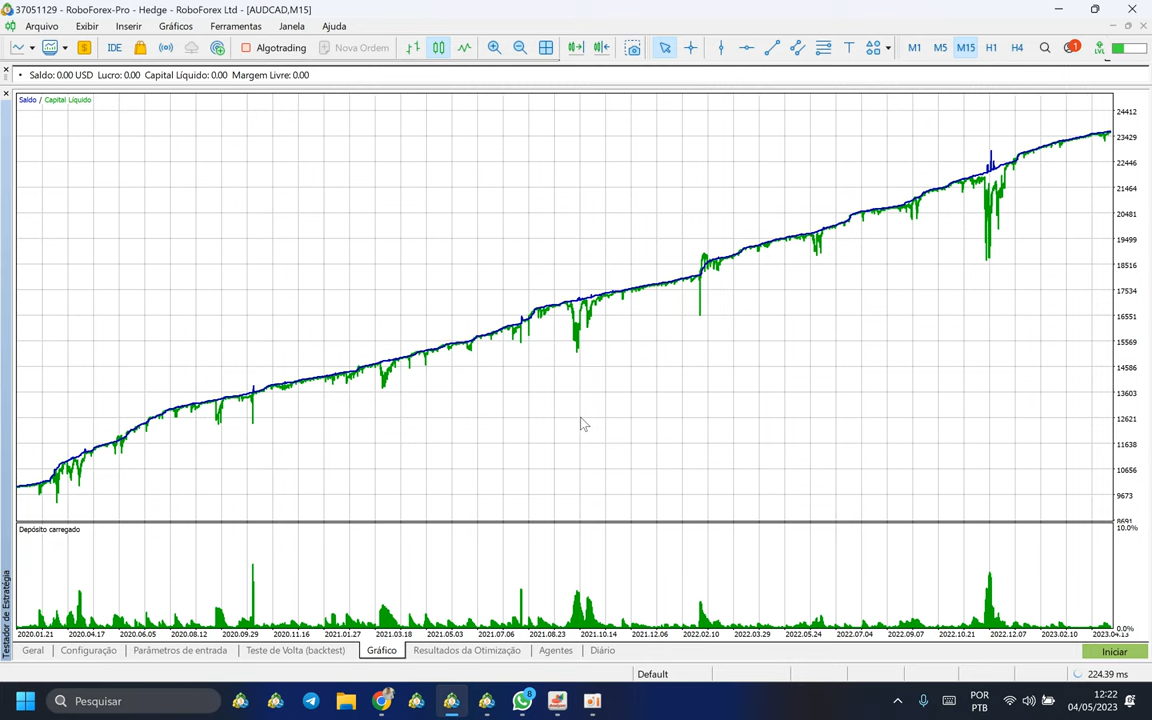 37051129 - RoboForex-Pro - Hedge - RoboForex Ltd - [AUDCAD,M15]
Arquivo Exibir Inserir Gráficos Ferramentas Janela Ajuda
IDE Algotrading Nova Ordem M1 M5 M15 H1 H4 1 LVL
• Saldo: 0.00 USD Lucro: 0.00 Capital Líquido: 0.00 Margem Livre: 0.00
Saldo / Capital Líquido
24412
23429
22446
21464
20481
19499
18516
17534
16551
15569
14586
13603
12621
11638
10656
9673
8691
Depósito carregado
10.0%
0.0%
2020.01.21 2020.04.17 2020.06.05 2020.08.12 2020.09.29 2020.11.16 2021.01.27 2021.03.18 2021.05.03 2021.07.06 2021.08.23 2021.10.14 2021.12.06 2022.02.10 2022.03.29 2022.05.24 2022.07.04 2022.09.07 2022.10.21 2022.12.07 2023.02.10 2023.04.13
Testador de Estratégia
Geral Configuração Parâmetros de entrada Teste de Volta (backtest) Gráfico Resultados da Otimização Agentes Diário Iniciar
Default 224.39 ms
Pesquisar 8 POR PTB 12:22 04/05/2023